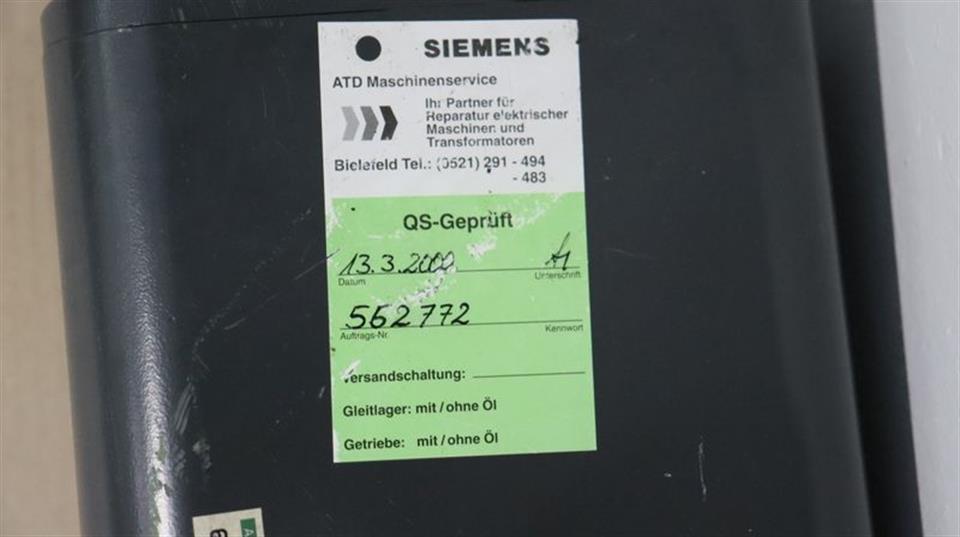 SIEMENS
ATD Maschinenservice
Ihr Partner für
Reparatur elektrischer
Maschinen und
Transformatoren
Bielefeld Tel.: (0521) 291 - 494
- 483
QS-Geprüft
13.3.2000
Datum Unterschrift
562772
Auftrags-Nr. Kennwort
Versandschaltung:
Gleitlager: mit / ohne Öl
Getriebe: mit / ohne Öl